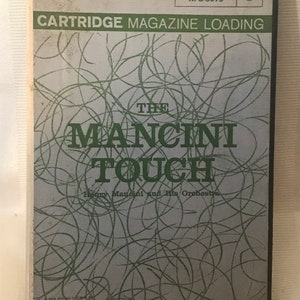 CARTRIDGE MAGAZINE LOADING
THE
MANCINI
TOUCH
Henry Mancini and His Orchestra